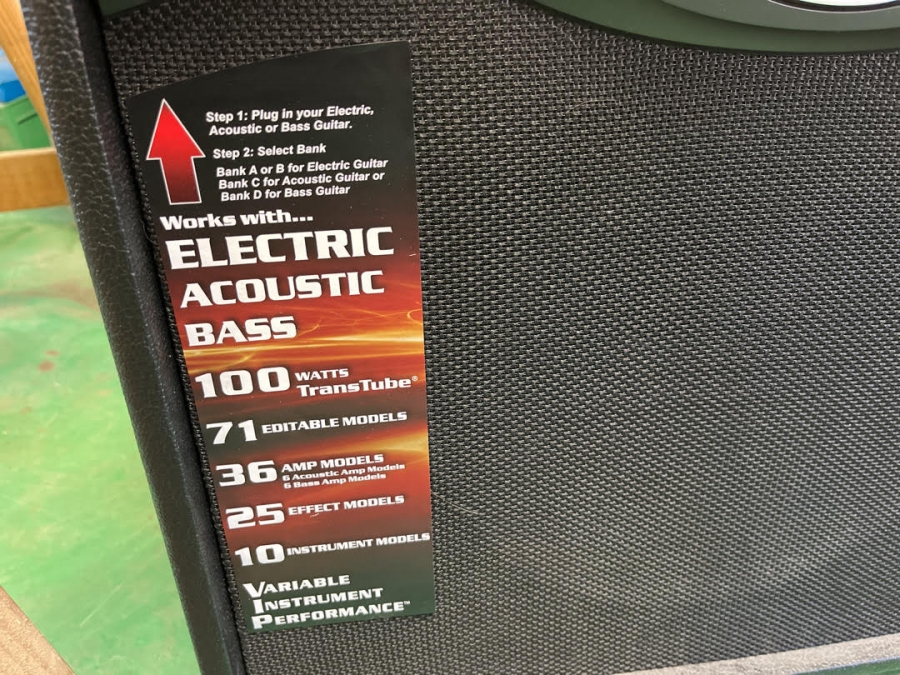 Step 1: Plug in your Electric,
Acoustic or Bass Guitar.
Step 2: Select Bank
Bank A or B for Electric Guitar
Bank C for Acoustic Guitar or
Bank D for Bass Guitar
Works with...
ELECTRIC
ACOUSTIC
BASS
100 WATTS
TransTube®
71 EDITABLE MODELS
36 AMP MODELS
6 Acoustic Amp Models
6 Bass Amp Models
25 EFFECT MODELS
10 INSTRUMENT MODELS
VARIABLE
INSTRUMENT
PERFORMANCE™